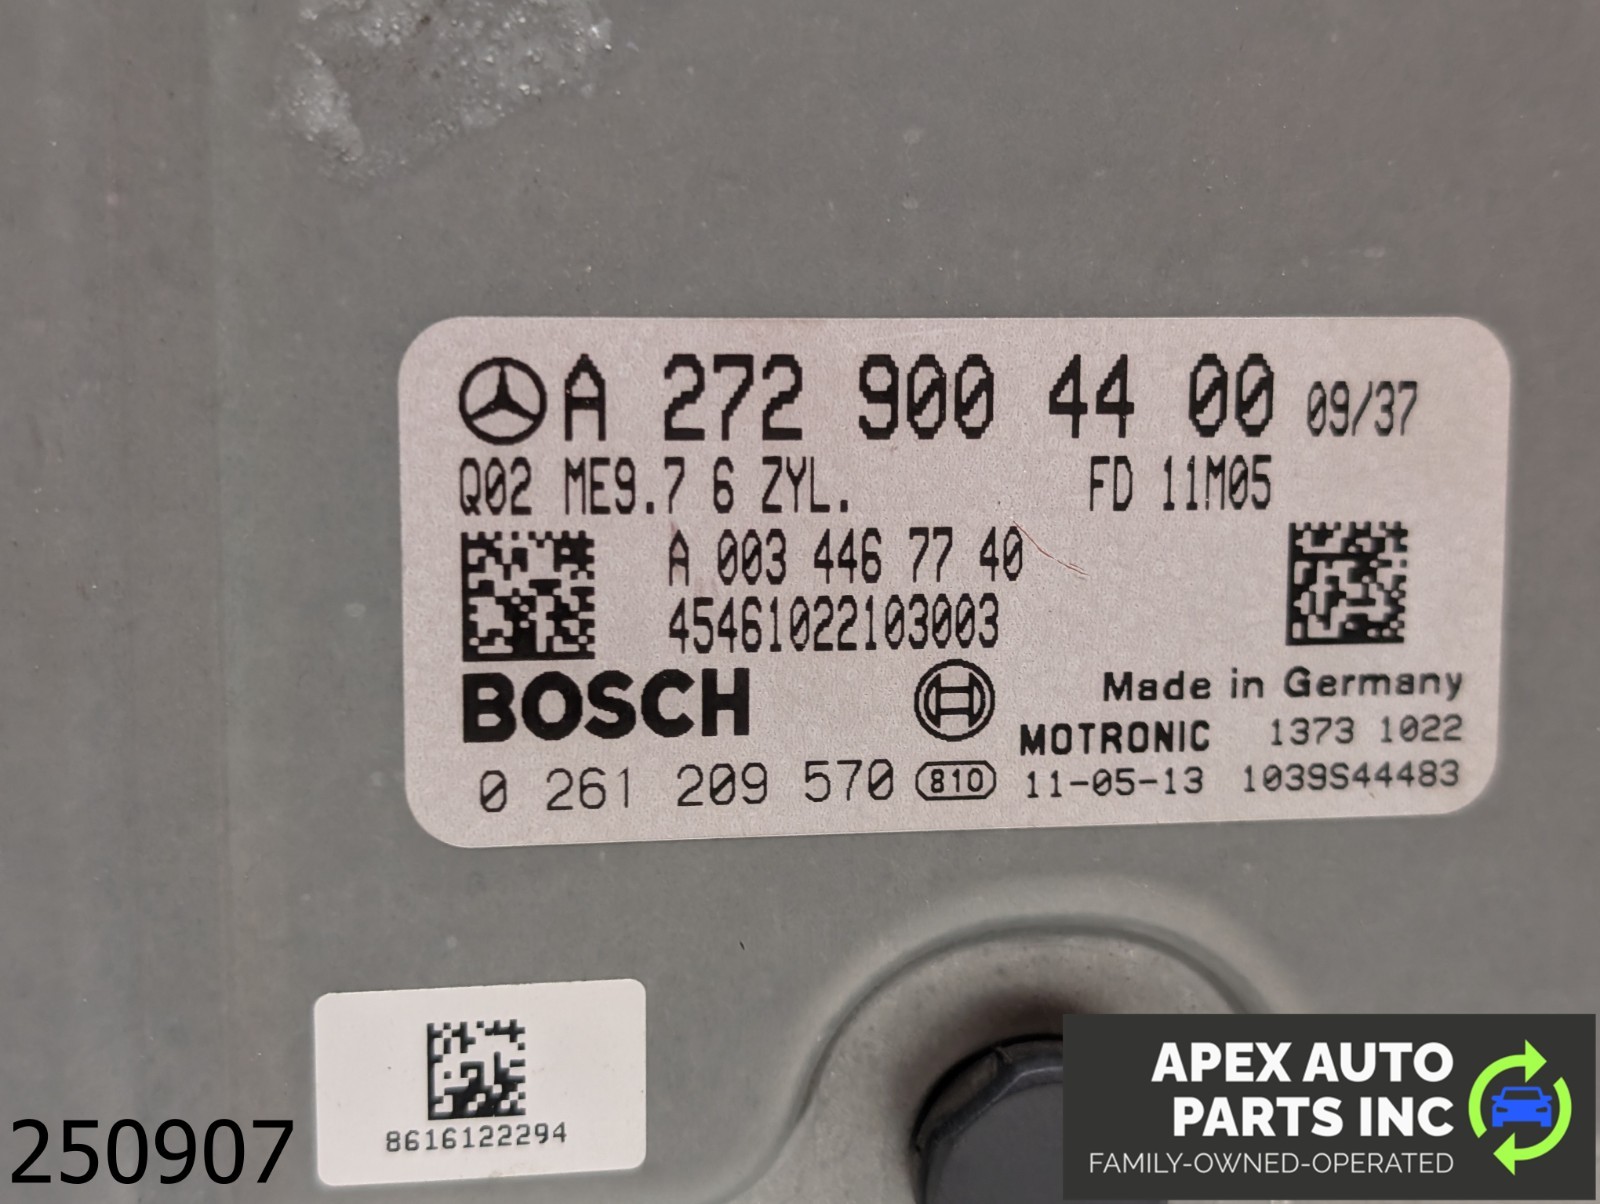 A 272 900 44 00 09/37
Q02 ME9.7 6 ZYL. FD 11M05
A 003 446 77 40
45461022103003
BOSCH
Made in Germany
MOTRONIC 1373 1022
0 261 209 570 810 11-05-13 1039S44483
8616122294
250907
APEX AUTO
PARTS INC
FAMILY-OWNED-OPERATED